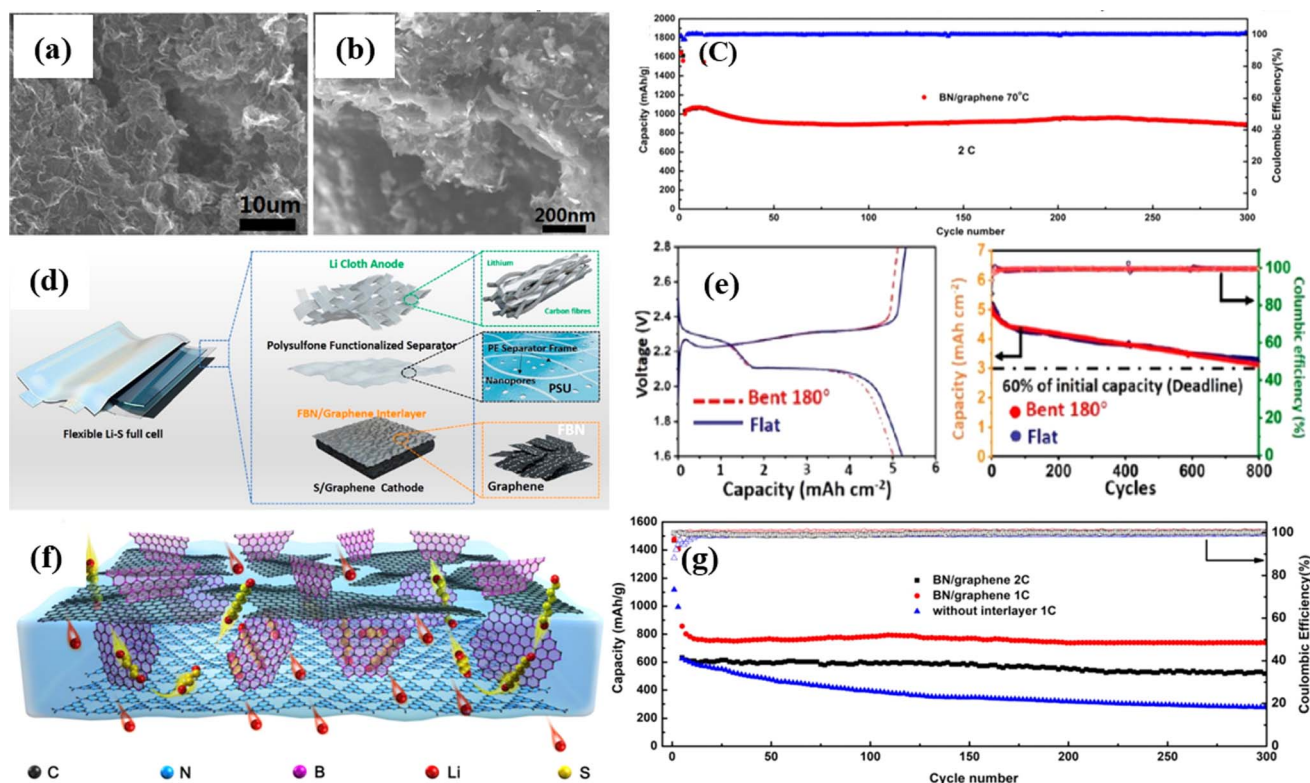 (a)
10um
(b)
200nm
(C)
Capacity (mAh/g)
2000
1800
1600
1400
1200
1000
800
600
400
200
0
BN/graphene 70°C
2 C
0
50
100
150
200
250
300
Cycle number
100
80
60
40
20
0
Coulombic Efficiency(%)
(d)
Flexible Li-S full cell
Li Cloth Anode
Lithium
Carbon fibres
Polysulfone Functionalized Separator
PE Separator Frame
Nanopores
PSU
FBN/Graphene Interlayer
S/Graphene Cathode
FBN
Graphene
(e)
Voltage (V)
2.8
2.6
2.4
2.2
2.0
1.8
1.6
Bent 180°
Flat
0
1
2
3
4
5
6
Capacity (mAh cm⁻²)
Capacity (mAh cm⁻²)
7
6
5
4
3
2
1
0
60% of initial capacity (Deadline)
Bent 180°
Flat
0
200
400
600
800
Cycles
100
80
60
40
20
0
Columbic efficiency (%)
(f)
C
N
B
Li
S
(g)
Capacity (mAh/g)
1600
1400
1200
1000
800
600
400
200
0
BN/graphene 2C
BN/graphene 1C
without interlayer 1C
0
25
50
75
100
125
150
175
200
225
250
275
300
Cycle number
100
80
60
40
20
0
Coulombic Efficiency(%)